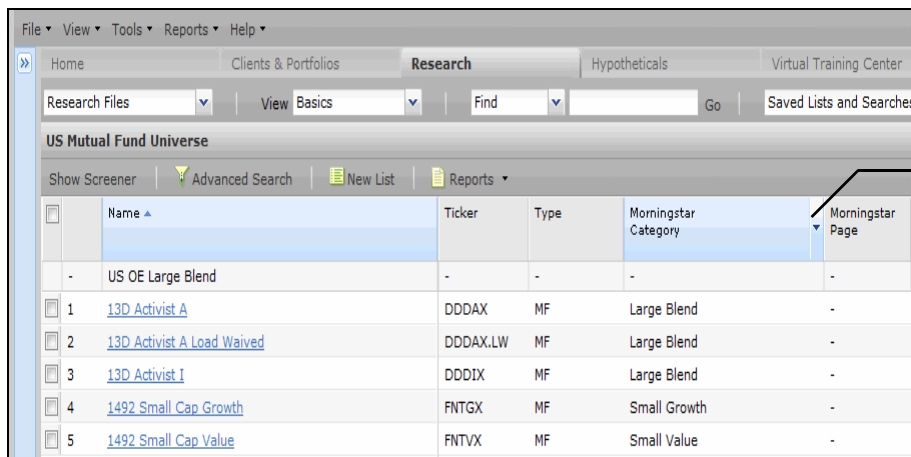 File View Tools Reports Help
Home Clients & Portfolios Research Hypotheticals Virtual Training Center
Research Files View Basics Find Go Saved Lists and Searches
US Mutual Fund Universe
Show Screener Advanced Search New List Reports
Name Ticker Type Morningstar Category Morningstar Page
- US OE Large Blend - - - -
1 13D Activist A DDDAX MF Large Blend -
2 13D Activist A Load Waived DDDAX.LW MF Large Blend -
3 13D Activist I DDDIX MF Large Blend -
4 1492 Small Cap Growth FNTGX MF Small Growth -
5 1492 Small Cap Value FNTVX MF Small Value -